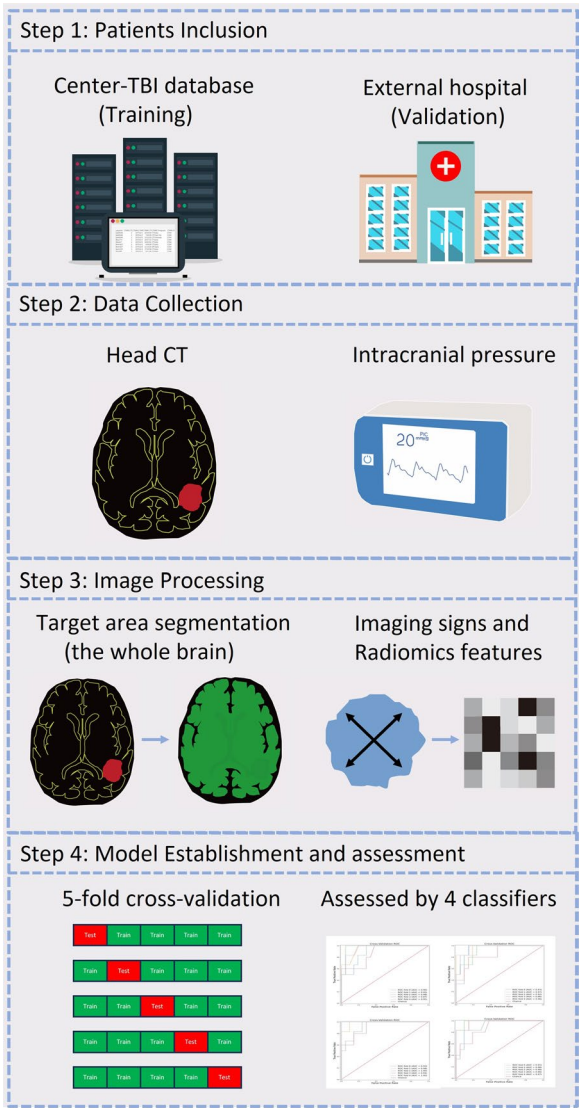 Step 1: Patients Inclusion
Center-TBI database
(Training)
External hospital
(Validation)
Step 2: Data Collection
Head CT
Intracranial pressure
20
Step 3: Image Processing
Target area segmentation
(the whole brain)
Imaging signs and
Radiomics features
Step 4: Model Establishment and assessment
5-fold cross-validation
Assessed by 4 classifiers
Test Train Train Train Train
Train Test Train Train Train
Train Train Test Train Train
Train Train Train Test Train
Train Train Train Train Test